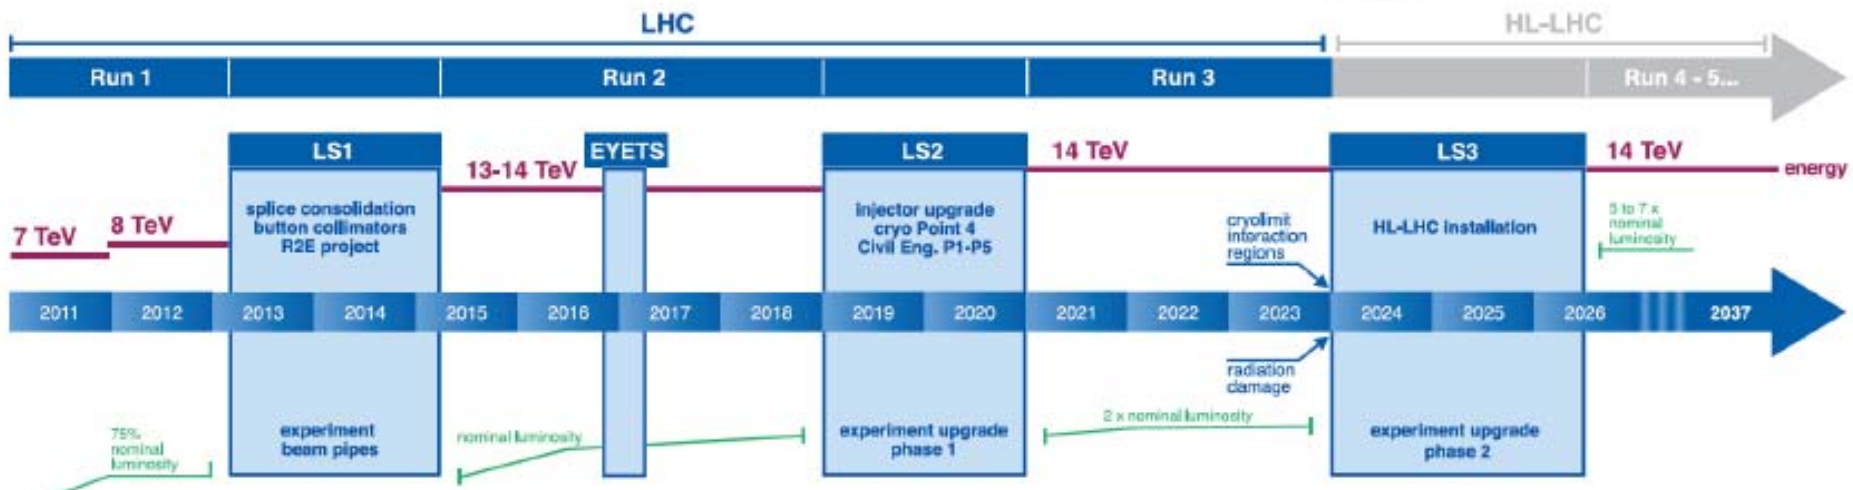 LHC
HL-LHC
Run 1
Run 2
Run 3
Run 4 - 5...
LS1
EYETS
LS2
14 TeV
LS3
14 TeV
energy
13-14 TeV
splice consolidation
button collimators
R2E project
injector upgrade
cryo Point 4
Civil Eng. P1-P5
cryolimit
interaction
regions
HL-LHC installation
5 to 7 x
nominal
luminosity
7 TeV
8 TeV
2011
2012
2013
2014
2015
2016
2017
2018
2019
2020
2021
2022
2023
2024
2025
2026
2037
radiation
damage
75%
nominal
luminosity
experiment
beam pipes
nominal luminosity
experiment upgrade
phase 1
2 x nominal luminosity
experiment upgrade
phase 2